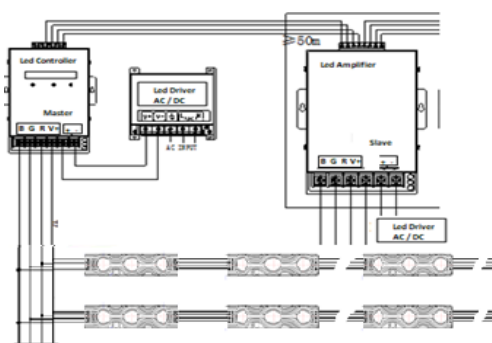 Led Controller
Master
B G R V+ + -
Led Driver
AC / DC
V+ V-
AC INPUT
≥50m
Led Amplifier
Slave
B G R V+ + -
Led Driver
AC / DC